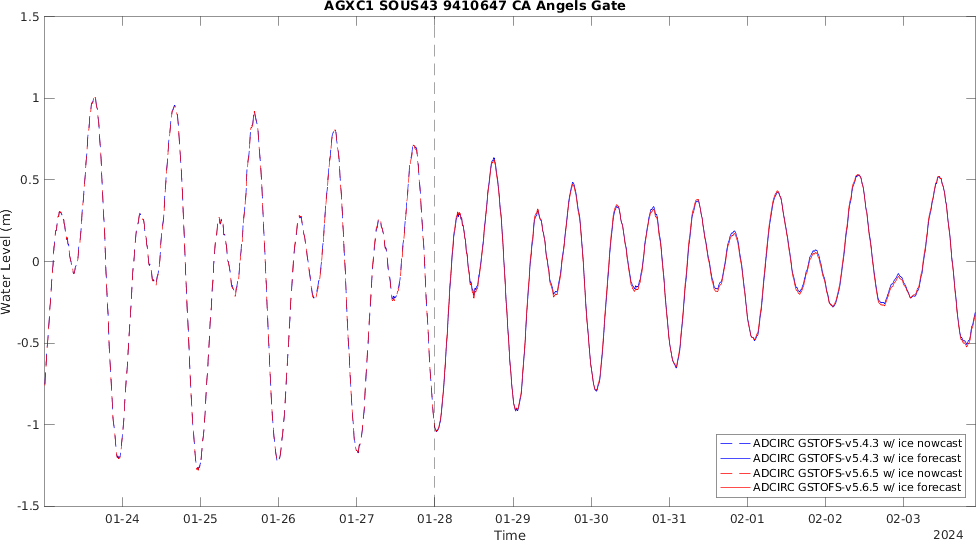 AGXC1 SOUS43 9410647 CA Angels Gate
1.5
1
0.5
0
-0.5
-1
-1.5
Water Level (m)
ADCIRC GSTOFS-v5.4.3 w/ ice nowcast
ADCIRC GSTOFS-v5.4.3 w/ ice forecast
ADCIRC GSTOFS-v5.6.5 w/ ice nowcast
ADCIRC GSTOFS-v5.6.5 w/ ice forecast
01-24 01-25 01-26 01-27 01-28 01-29 01-30 01-31 02-01 02-02 02-03
Time
2024